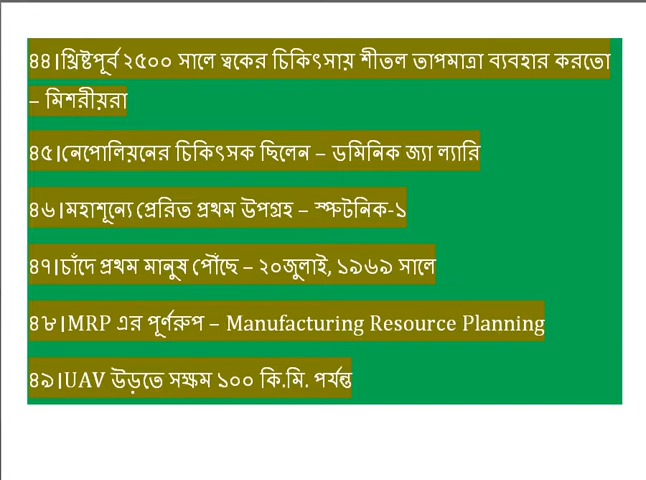 ৪৪।খ্রিষ্টপূর্ব ২৫০০ সালে ত্বকের চিকিৎসায় শীতল তাপমাত্রা ব্যবহার করতো
– মিশরীয়রা
৪৫।নেপোলিয়নের চিকিৎসক ছিলেন – ডমিনিক জ্যা ল্যারি
৪৬।মহাশূন্যে প্রেরিত প্রথম উপগ্রহ – স্পুটনিক-১
৪৭।চাঁদে প্রথম মানুষ পৌঁছে – ২০জুলাই, ১৯৬৯ সালে
৪৮।MRP এর পূর্ণরুপ – Manufacturing Resource Planning
৪৯।UAV উড়তে সক্ষম ১০০ কি.মি. পর্যন্ত